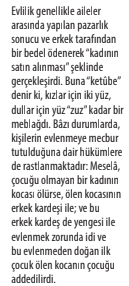 Evlilik genellikle aileler
arasında yapılan pazarlık
sonucu ve erkek tarafından
bir bedel ödenerek “kadının
satın alınması” şeklinde
gerçekleşirdi. Buna “ketûbe”
denir ki, kızlar için iki yüz,
dullar için yüz “zuz” kadar bir
meblağdı. Bâzı durumlarda,
kişilerin evlenmeye mecbur
tutulduğuna dair hükümlere
de rastlanmaktadır: Meselâ,
çocuğu olmayan bir kadının
kocası ölürse, ölen kocasının
erkek kardeşi ile; ve bu
erkek kardeş de yengesi ile
evlenmek zorunda idi ve
bu evlenmeden doğan ilk
çocuk ölen kocanın çocuğu
addedilirdi.